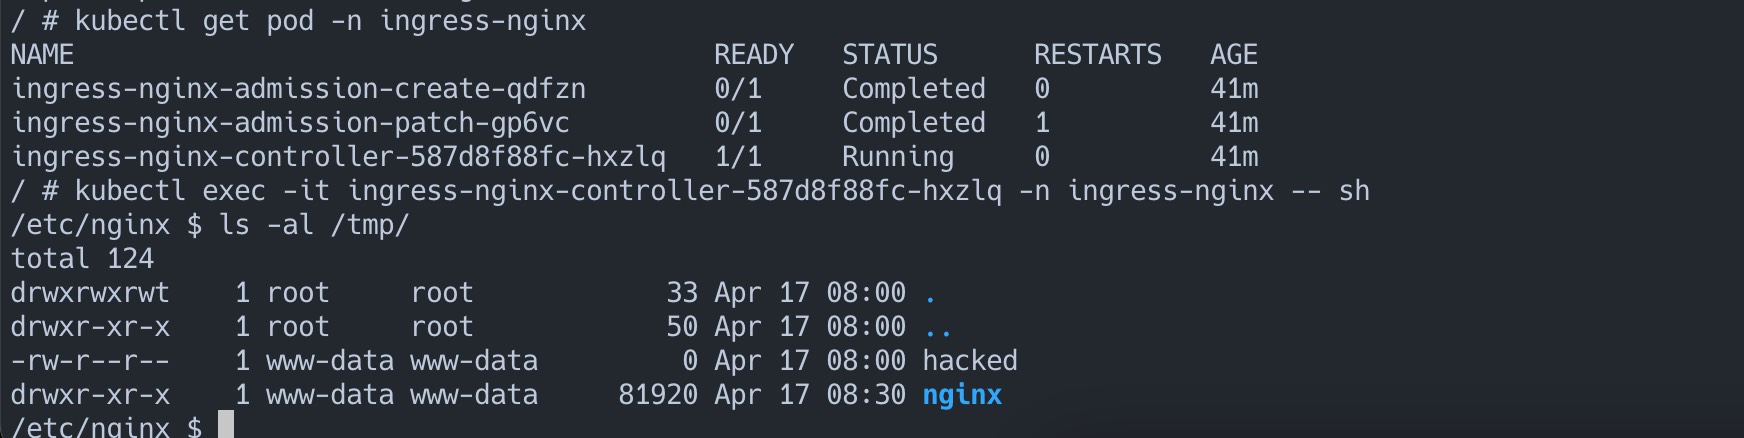 / # kubectl get pod -n ingress-nginx
NAME READY STATUS RESTARTS AGE
ingress-nginx-admission-create-qdfzn 0/1 Completed 0 41m
ingress-nginx-admission-patch-gp6vc 0/1 Completed 1 41m
ingress-nginx-controller-587d8f88fc-hxzlq 1/1 Running 0 41m
/ # kubectl exec -it ingress-nginx-controller-587d8f88fc-hxzlq -n ingress-nginx -- sh
/etc/nginx $ ls -al /tmp/
total 124
drwxrwxrwt 1 root root 33 Apr 17 08:00 .
drwxr-xr-x 1 root root 50 Apr 17 08:00 ..
-rw-r--r-- 1 www-data www-data 0 Apr 17 08:00 hacked
drwxr-xr-x 1 www-data www-data 81920 Apr 17 08:30 nginx
/etc/nginx $